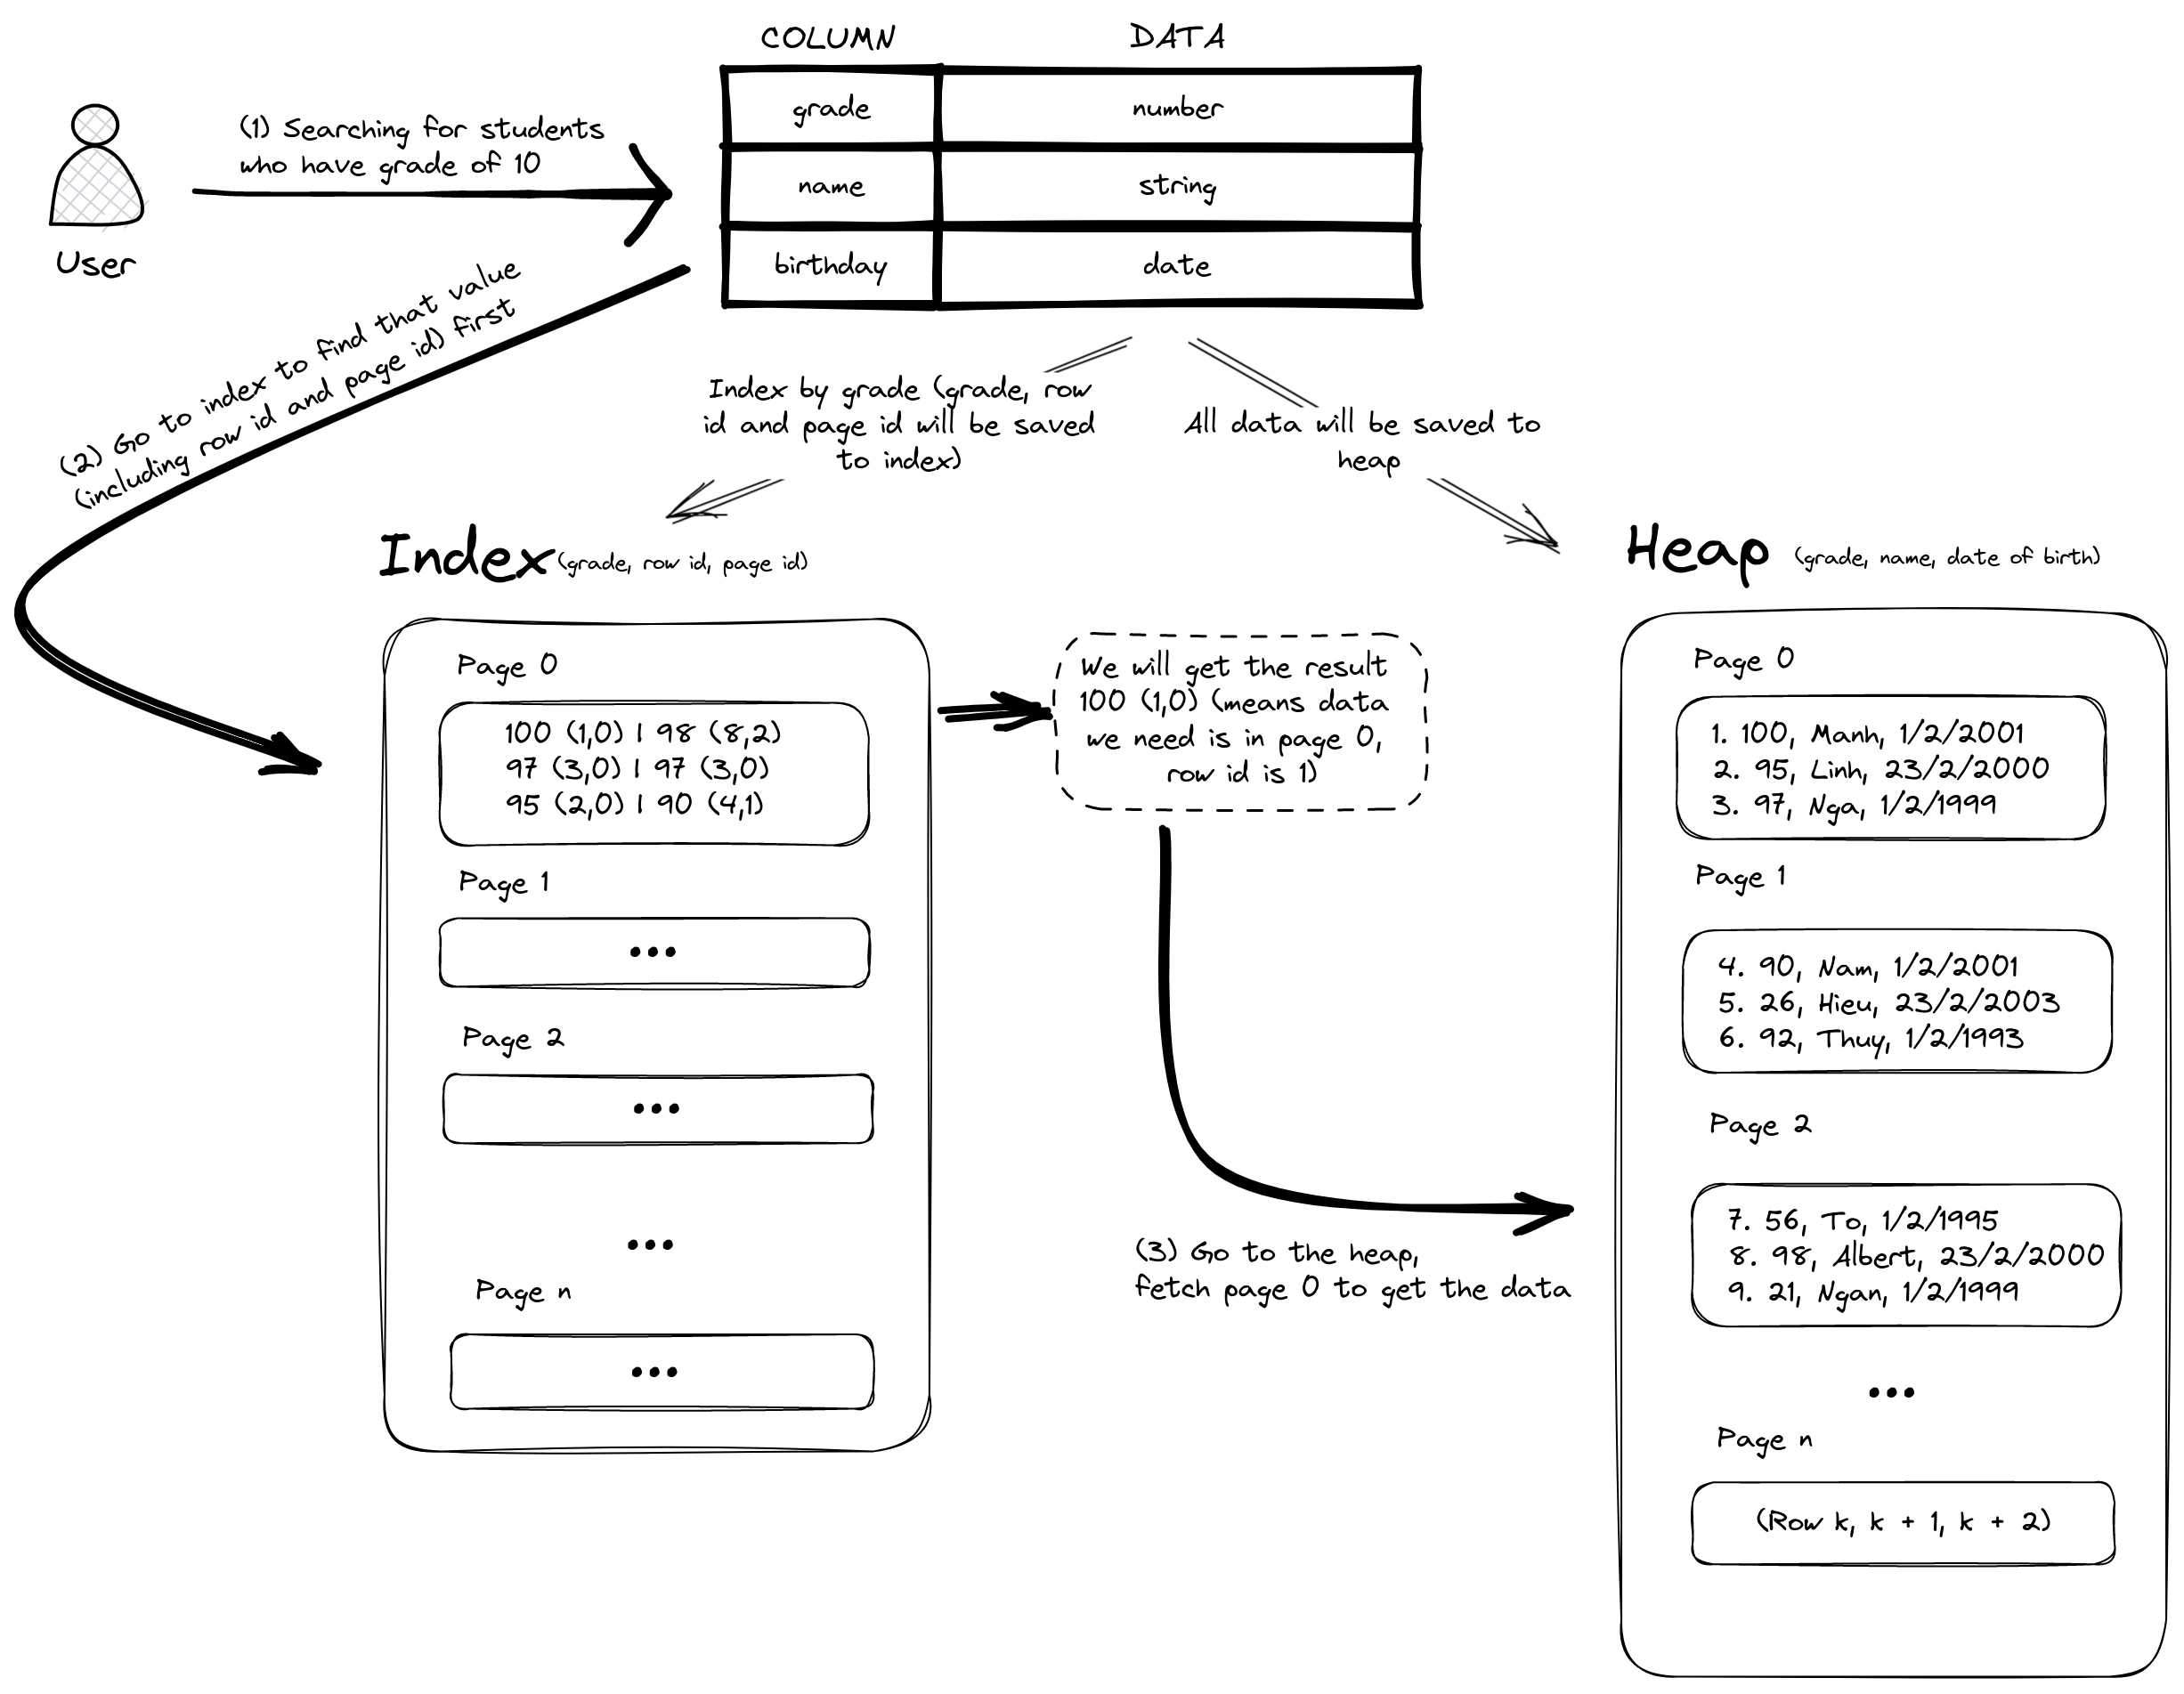 COLUMN
DATA
grade
number
name
string
birthday
date
(1) Searching for students
who have grade of 10
User
(2) Go to index to find that value
(including row id and page id) first
Index by grade (grade, row
id and page id will be saved
to index)
All data will be saved to
heap
Index (grade, row id, page id)
Page 0
100 (1,0) | 98 (8,2)
97 (3,0) | 97 (3,0)
95 (2,0) | 90 (4,1)
Page 1
...
Page 2
...
...
Page n
...
We will get the result
100 (1,0) (means data
we need is in page 0,
row id is 1)
(3) Go to the heap,
fetch page 0 to get the data
Heap (grade, name, date of birth)
Page 0
1. 100, Manh, 1/2/2001
2. 95, Linh, 23/2/2000
3. 97, Nga, 1/2/1999
Page 1
4. 90, Nam, 1/2/2001
5. 26, Hieu, 23/2/2003
6. 92, Thuy, 1/2/1993
Page 2
7. 56, To, 1/2/1995
8. 98, Albert, 23/2/2000
9. 21, Ngan, 1/2/1999
...
Page n
(Row k, k + 1, k + 2)